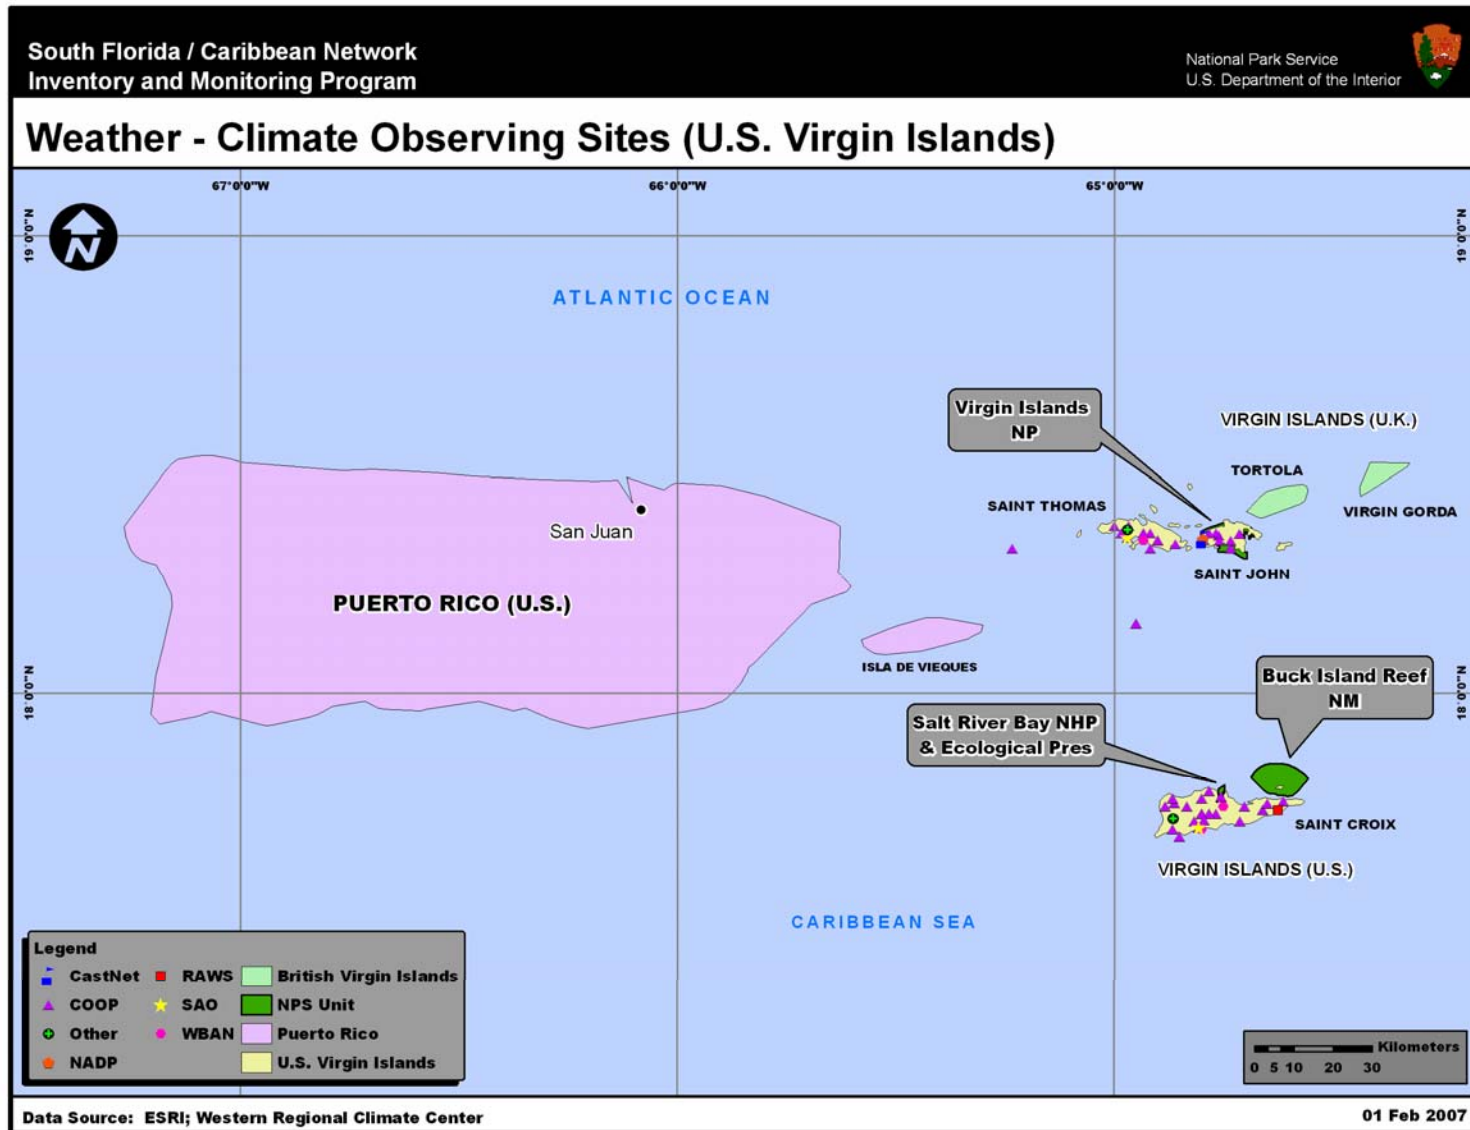 South Florida / Caribbean Network
Inventory and Monitoring Program
National Park Service
U.S. Department of the Interior
Weather - Climate Observing Sites (U.S. Virgin Islands)
67°0'0"W
66°0'0"W
65°0'0"W
19°0'0"N
19°0'0"N
N
ATLANTIC OCEAN
Virgin Islands
NP
VIRGIN ISLANDS (U.K.)
TORTOLA
SAINT THOMAS
VIRGIN GORDA
San Juan
SAINT JOHN
PUERTO RICO (U.S.)
ISLA DE VIEQUES
18°0'0"N
18°0'0"N
Buck Island Reef
NM
Salt River Bay NHP
& Ecological Pres
SAINT CROIX
VIRGIN ISLANDS (U.S.)
CARIBBEAN SEA
Legend
CastNet
RAWS
British Virgin Islands
COOP
SAO
NPS Unit
Other
WBAN
Puerto Rico
NADP
U.S. Virgin Islands
Kilometers
0 5 10 20 30
Data Source: ESRI; Western Regional Climate Center
01 Feb 2007